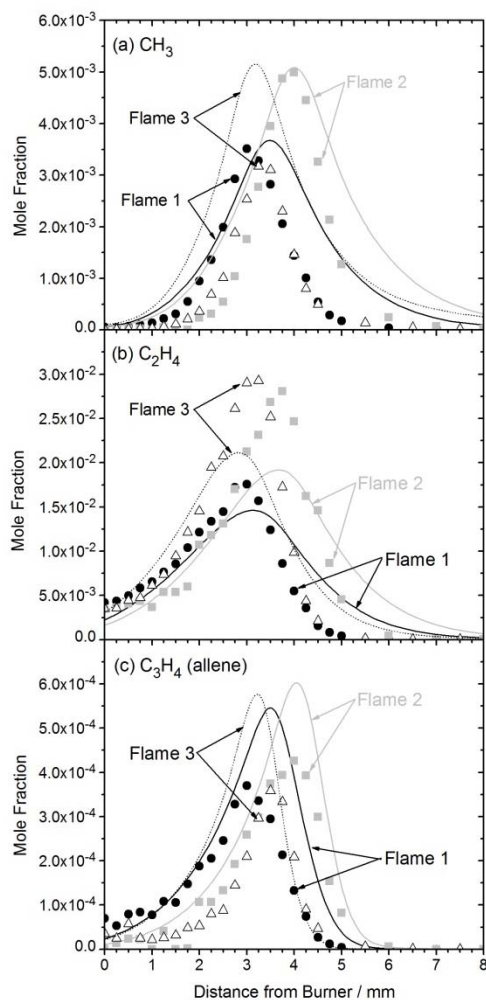 (a) CH3
6.0x10-3
5.0x10-3
4.0x10-3
3.0x10-3
2.0x10-3
1.0x10-3
0.0
Mole Fraction
Flame 2
Flame 3
Flame 1
(b) C2H4
3.0x10-2
2.5x10-2
2.0x10-2
1.5x10-2
1.0x10-2
5.0x10-3
0.0
Mole Fraction
Flame 3
Flame 2
Flame 1
(c) C3H4 (allene)
6.0x10-4
5.0x10-4
4.0x10-4
3.0x10-4
2.0x10-4
1.0x10-4
0.0
Mole Fraction
Flame 2
Flame 3
Flame 1
0 1 2 3 4 5 6 7 8
Distance from Burner / mm